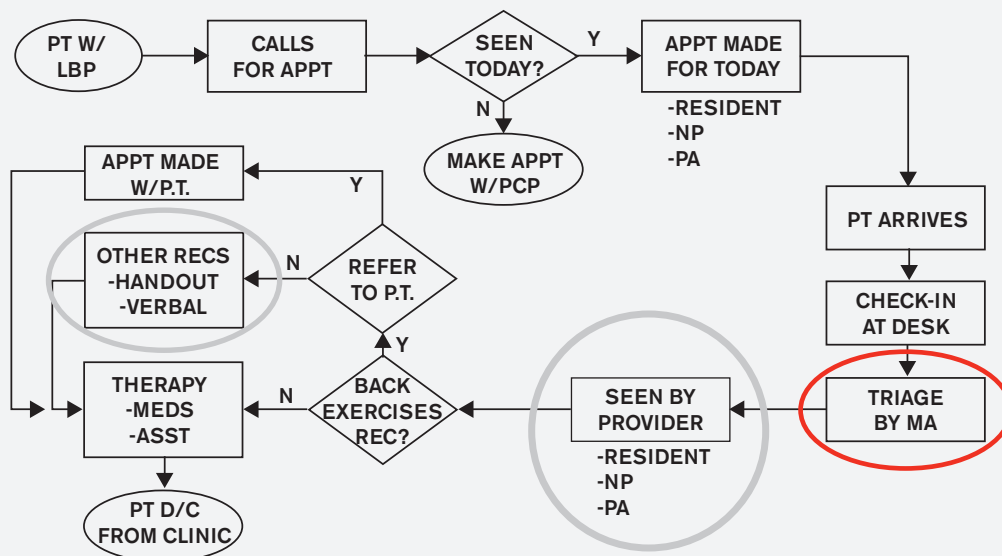 PT W/
LBP
CALLS
FOR APPT
SEEN
TODAY?
Y
APPT MADE
FOR TODAY
-RESIDENT
-NP
-PA
N
MAKE APPT
W/PCP
PT ARRIVES
CHECK-IN
AT DESK
TRIAGE
BY MA
SEEN BY
PROVIDER
-RESIDENT
-NP
-PA
BACK
EXERCISES
REC?
Y
N
REFER
TO P.T.
Y
N
APPT MADE
W/P.T.
OTHER RECS
-HANDOUT
-VERBAL
THERAPY
-MEDS
-ASST
PT D/C
FROM CLINIC